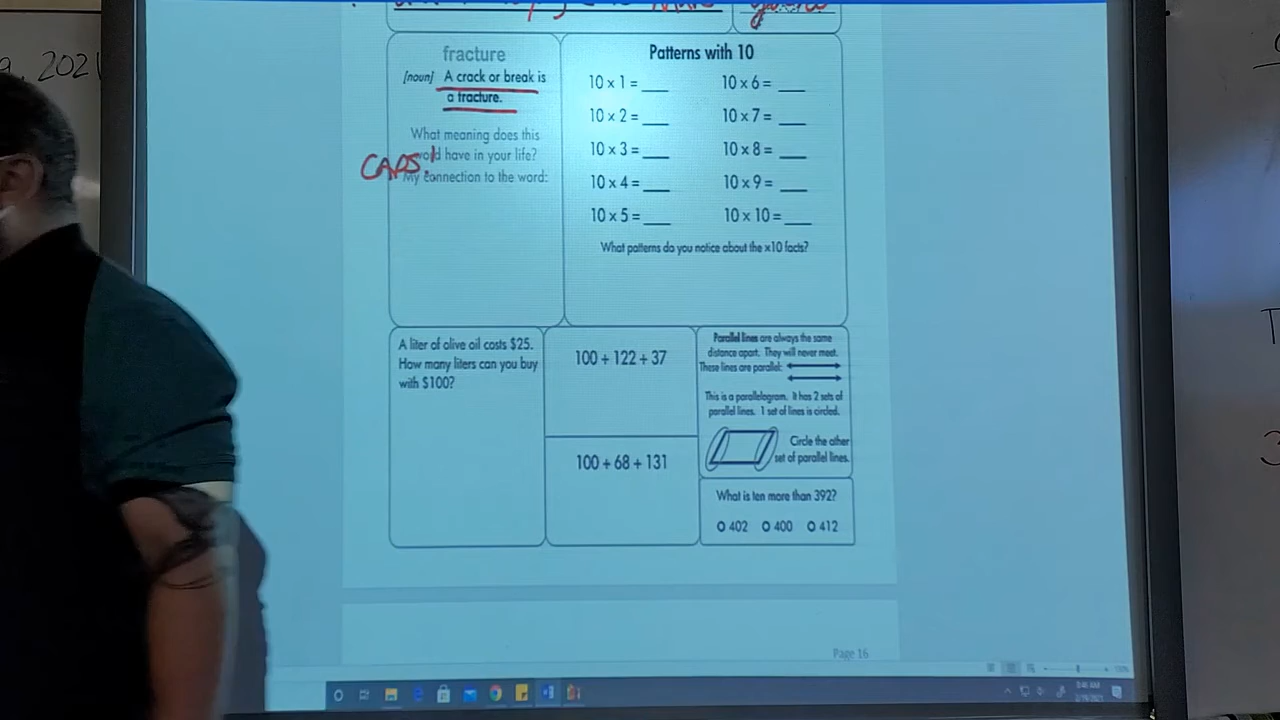 fracture
[noun] A crack or break is
a fracture.
What meaning does this
word have in your life?
My connection to the word:
CAPS!
Patterns with 10
10 x 1 = ___ 10 x 6 = ___
10 x 2 = ___ 10 x 7 = ___
10 x 3 = ___ 10 x 8 = ___
10 x 4 = ___ 10 x 9 = ___
10 x 5 = ___ 10 x 10 = ___
What patterns do you notice about the x10 facts?
A liter of olive oil costs $25.
How many liters can you buy
with $100?
100 + 122 + 37
100 + 68 + 131
Parallel lines are always the same
distance apart. They will never meet.
These lines are parallel:
This is a parallelogram. It has 2 sets of
parallel lines. 1 set of lines is circled.
Circle the other
set of parallel lines.
What is ten more than 392?
O 402 O 400 O 412
Page 16